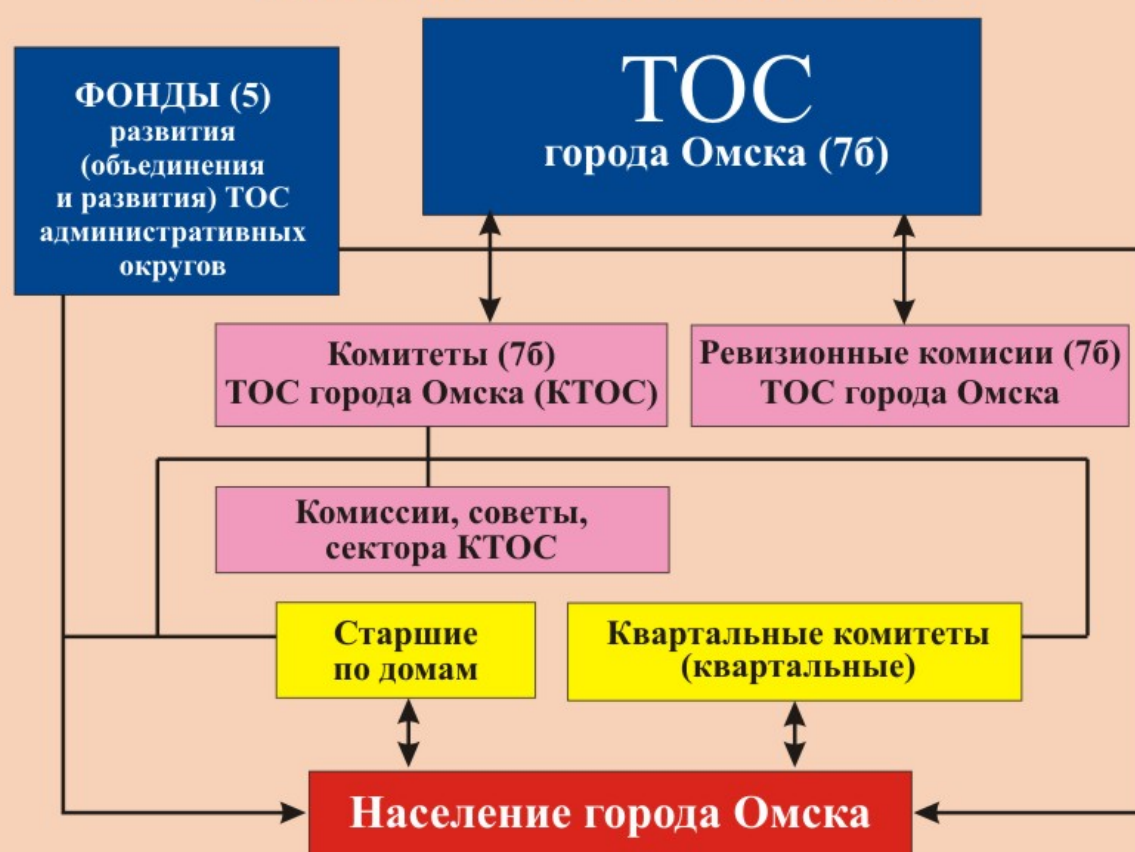 ФОНДЫ (5)
развития
(объединения
и развития) ТОС
административных
округов
ТОС
города Омска (7б)
Комитеты (7б)
ТОС города Омска (КТОС)
Ревизионные комисии (7б)
ТОС города Омска
Комиссии, советы,
сектора КТОС
Старшие
по домам
Квартальные комитеты
(квартальные)
Население города Омска